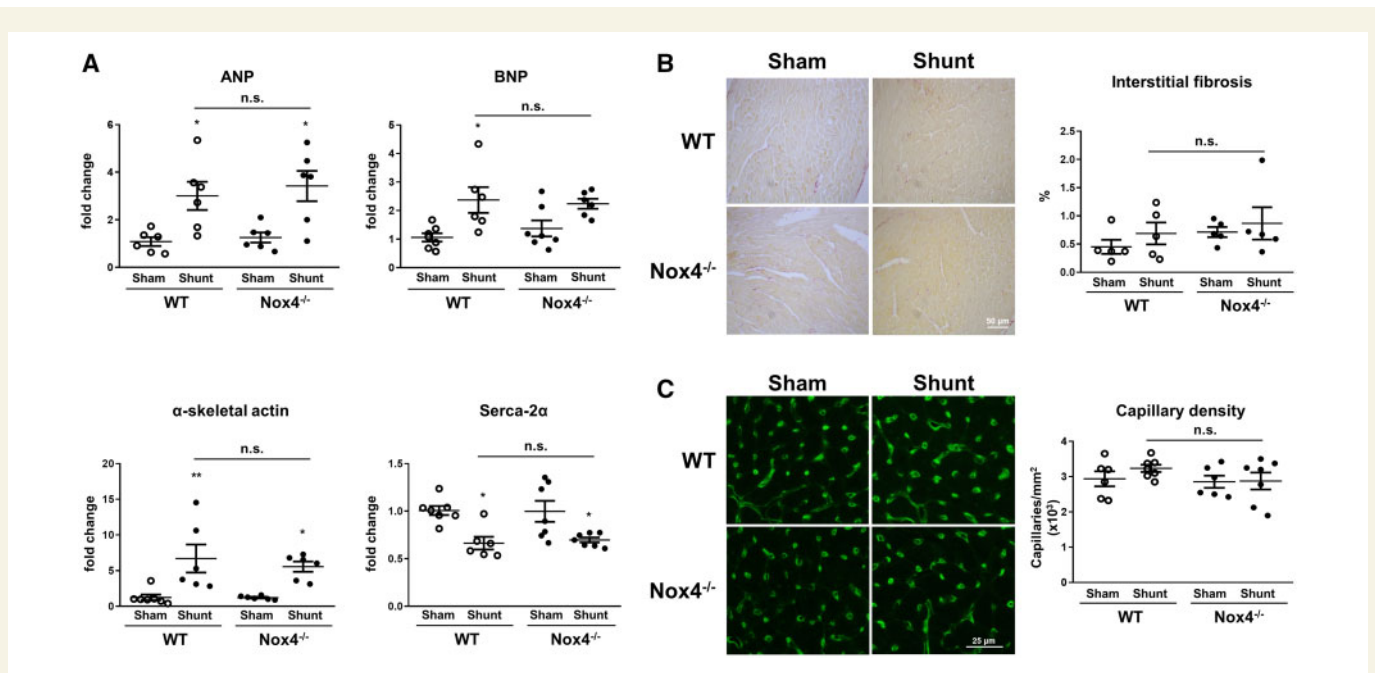 A
ANP
n.s.
*
*
6
4
2
0
fold change
Sham Shunt Sham Shunt
WT Nox4-/-
BNP
n.s.
*
5
4
3
2
1
0
fold change
Sham Shunt Sham Shunt
WT Nox4-/-
α-skeletal actin
n.s.
**
*
20
15
10
5
0
fold change
Sham Shunt Sham Shunt
WT Nox4-/-
Serca-2α
n.s.
*
*
1.5
1.0
0.5
0.0
fold change
Sham Shunt Sham Shunt
WT Nox4-/-
B
Sham Shunt
WT
Nox4-/-
50 µm
Interstitial fibrosis
n.s.
2.5
2.0
1.5
1.0
0.5
0.0
%
Sham Shunt Sham Shunt
WT Nox4-/-
C
Sham Shunt
WT
Nox4-/-
25 µm
Capillary density
n.s.
4
3
2
1
0
Capillaries/mm²
(x10³)
Sham Shunt Sham Shunt
WT Nox4-/-